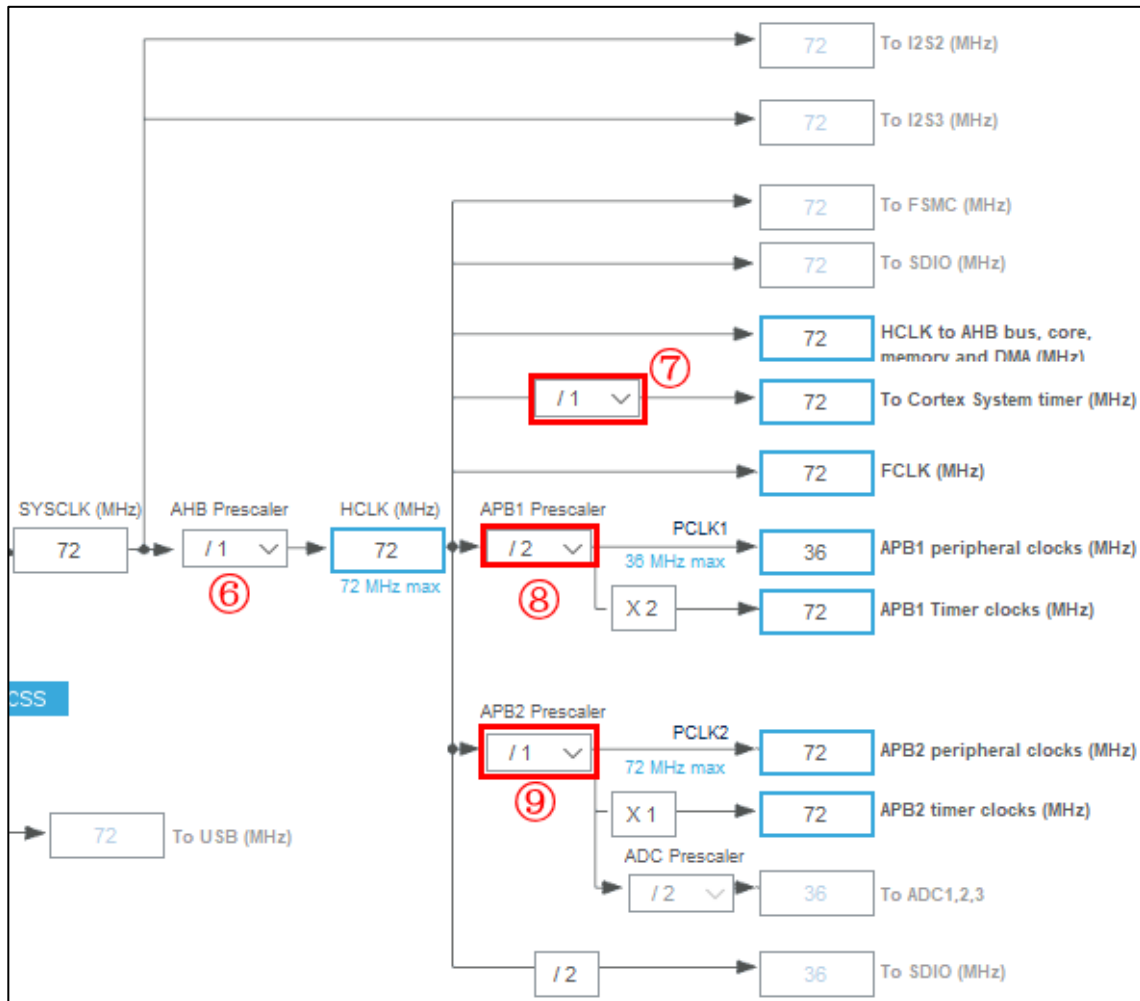 72
To I2S2 (MHz)
72
To I2S3 (MHz)
72
To FSMC (MHz)
72
To SDIO (MHz)
72
HCLK to AHB bus, core,
memory and DMA (MHz)
⑦
/ 1
72
To Cortex System timer (MHz)
72
FCLK (MHz)
SYSCLK (MHz)
AHB Prescaler
HCLK (MHz)
APB1 Prescaler
PCLK1
72
/ 1
72
/ 2
36
APB1 peripheral clocks (MHz)
36 MHz max
⑥
72 MHz max
⑧
X 2
72
APB1 Timer clocks (MHz)
CSS
APB2 Prescaler
PCLK2
/ 1
72
APB2 peripheral clocks (MHz)
72 MHz max
⑨
X 1
72
APB2 timer clocks (MHz)
72
To USB (MHz)
ADC Prescaler
/ 2
36
To ADC1,2,3
/ 2
36
To SDIO (MHz)